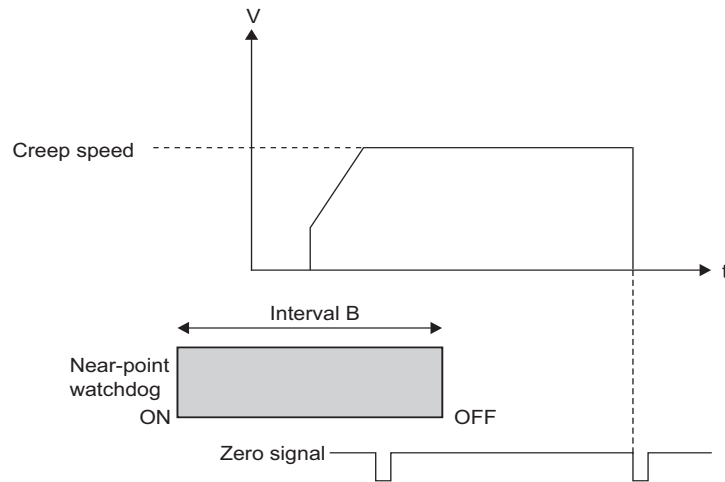 V
Creep speed
t
Interval B
Near-point
watchdog
ON
OFF
Zero signal